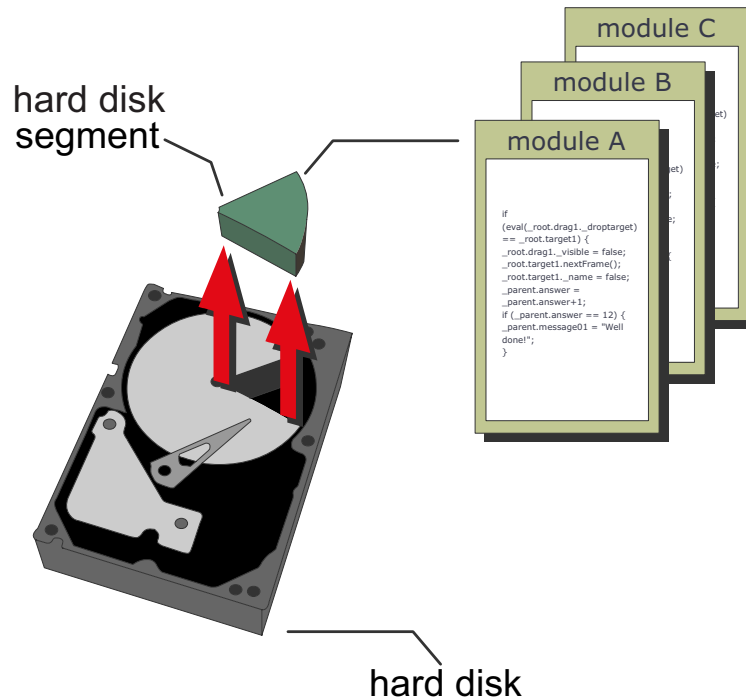 module C
module B
module A
hard disk
segment
if
(eval(_root.drag1._droptarget)
== _root.target1) {
_root.drag1._visible = false;
_root.target1.nextFrame();
_root.target1._name = false;
_parent.answer =
_parent.answer+1;
if (_parent.answer == 12) {
_parent.message01 = "Well
done!";
}
hard disk